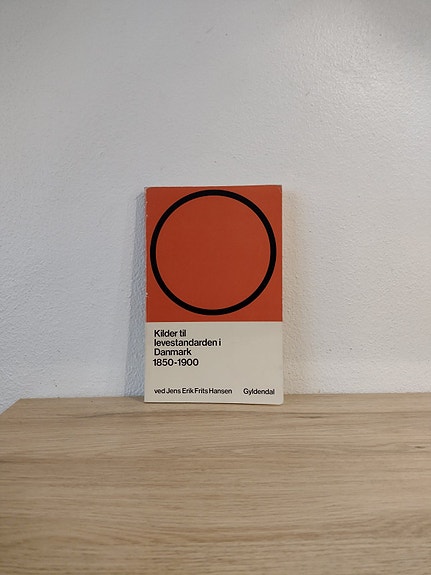 Kilder til
levestandarden i
Danmark
1850-1900
ved Jens Erik Frits Hansen Gyldendal